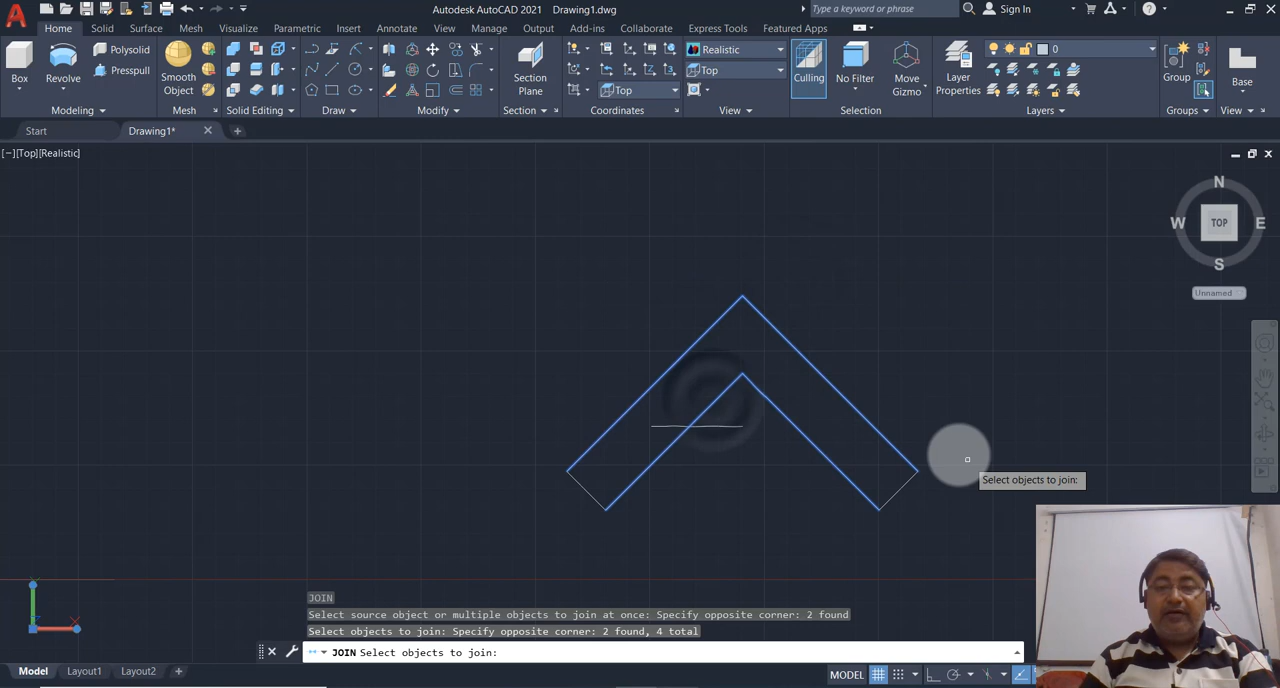 Autodesk AutoCAD 2021 Drawing1.dwg
Type a keyword or phrase
Sign In
Home Solid Surface Mesh Visualize Parametric Insert Annotate View Manage Output Add-ins Collaborate Express Tools Featured Apps
Box
Revolve
Polysolid
Presspull
Smooth
Object
Section
Plane
Top
Realistic
Top
Culling
No Filter
Move
Gizmo
Layer
Properties
0
Group
Base
Modeling
Mesh
Solid Editing
Draw
Modify
Section
Coordinates
View
Selection
Layers
Groups
View
Start
Drawing1*
[−][Top][Realistic]
N
W TOP E
S
Unnamed
Select objects to join:
JOIN
Select source object or multiple objects to join at once: Specify opposite corner: 2 found
Select objects to join: Specify opposite corner: 2 found, 4 total
JOIN Select objects to join:
Model Layout1 Layout2 +
MODEL